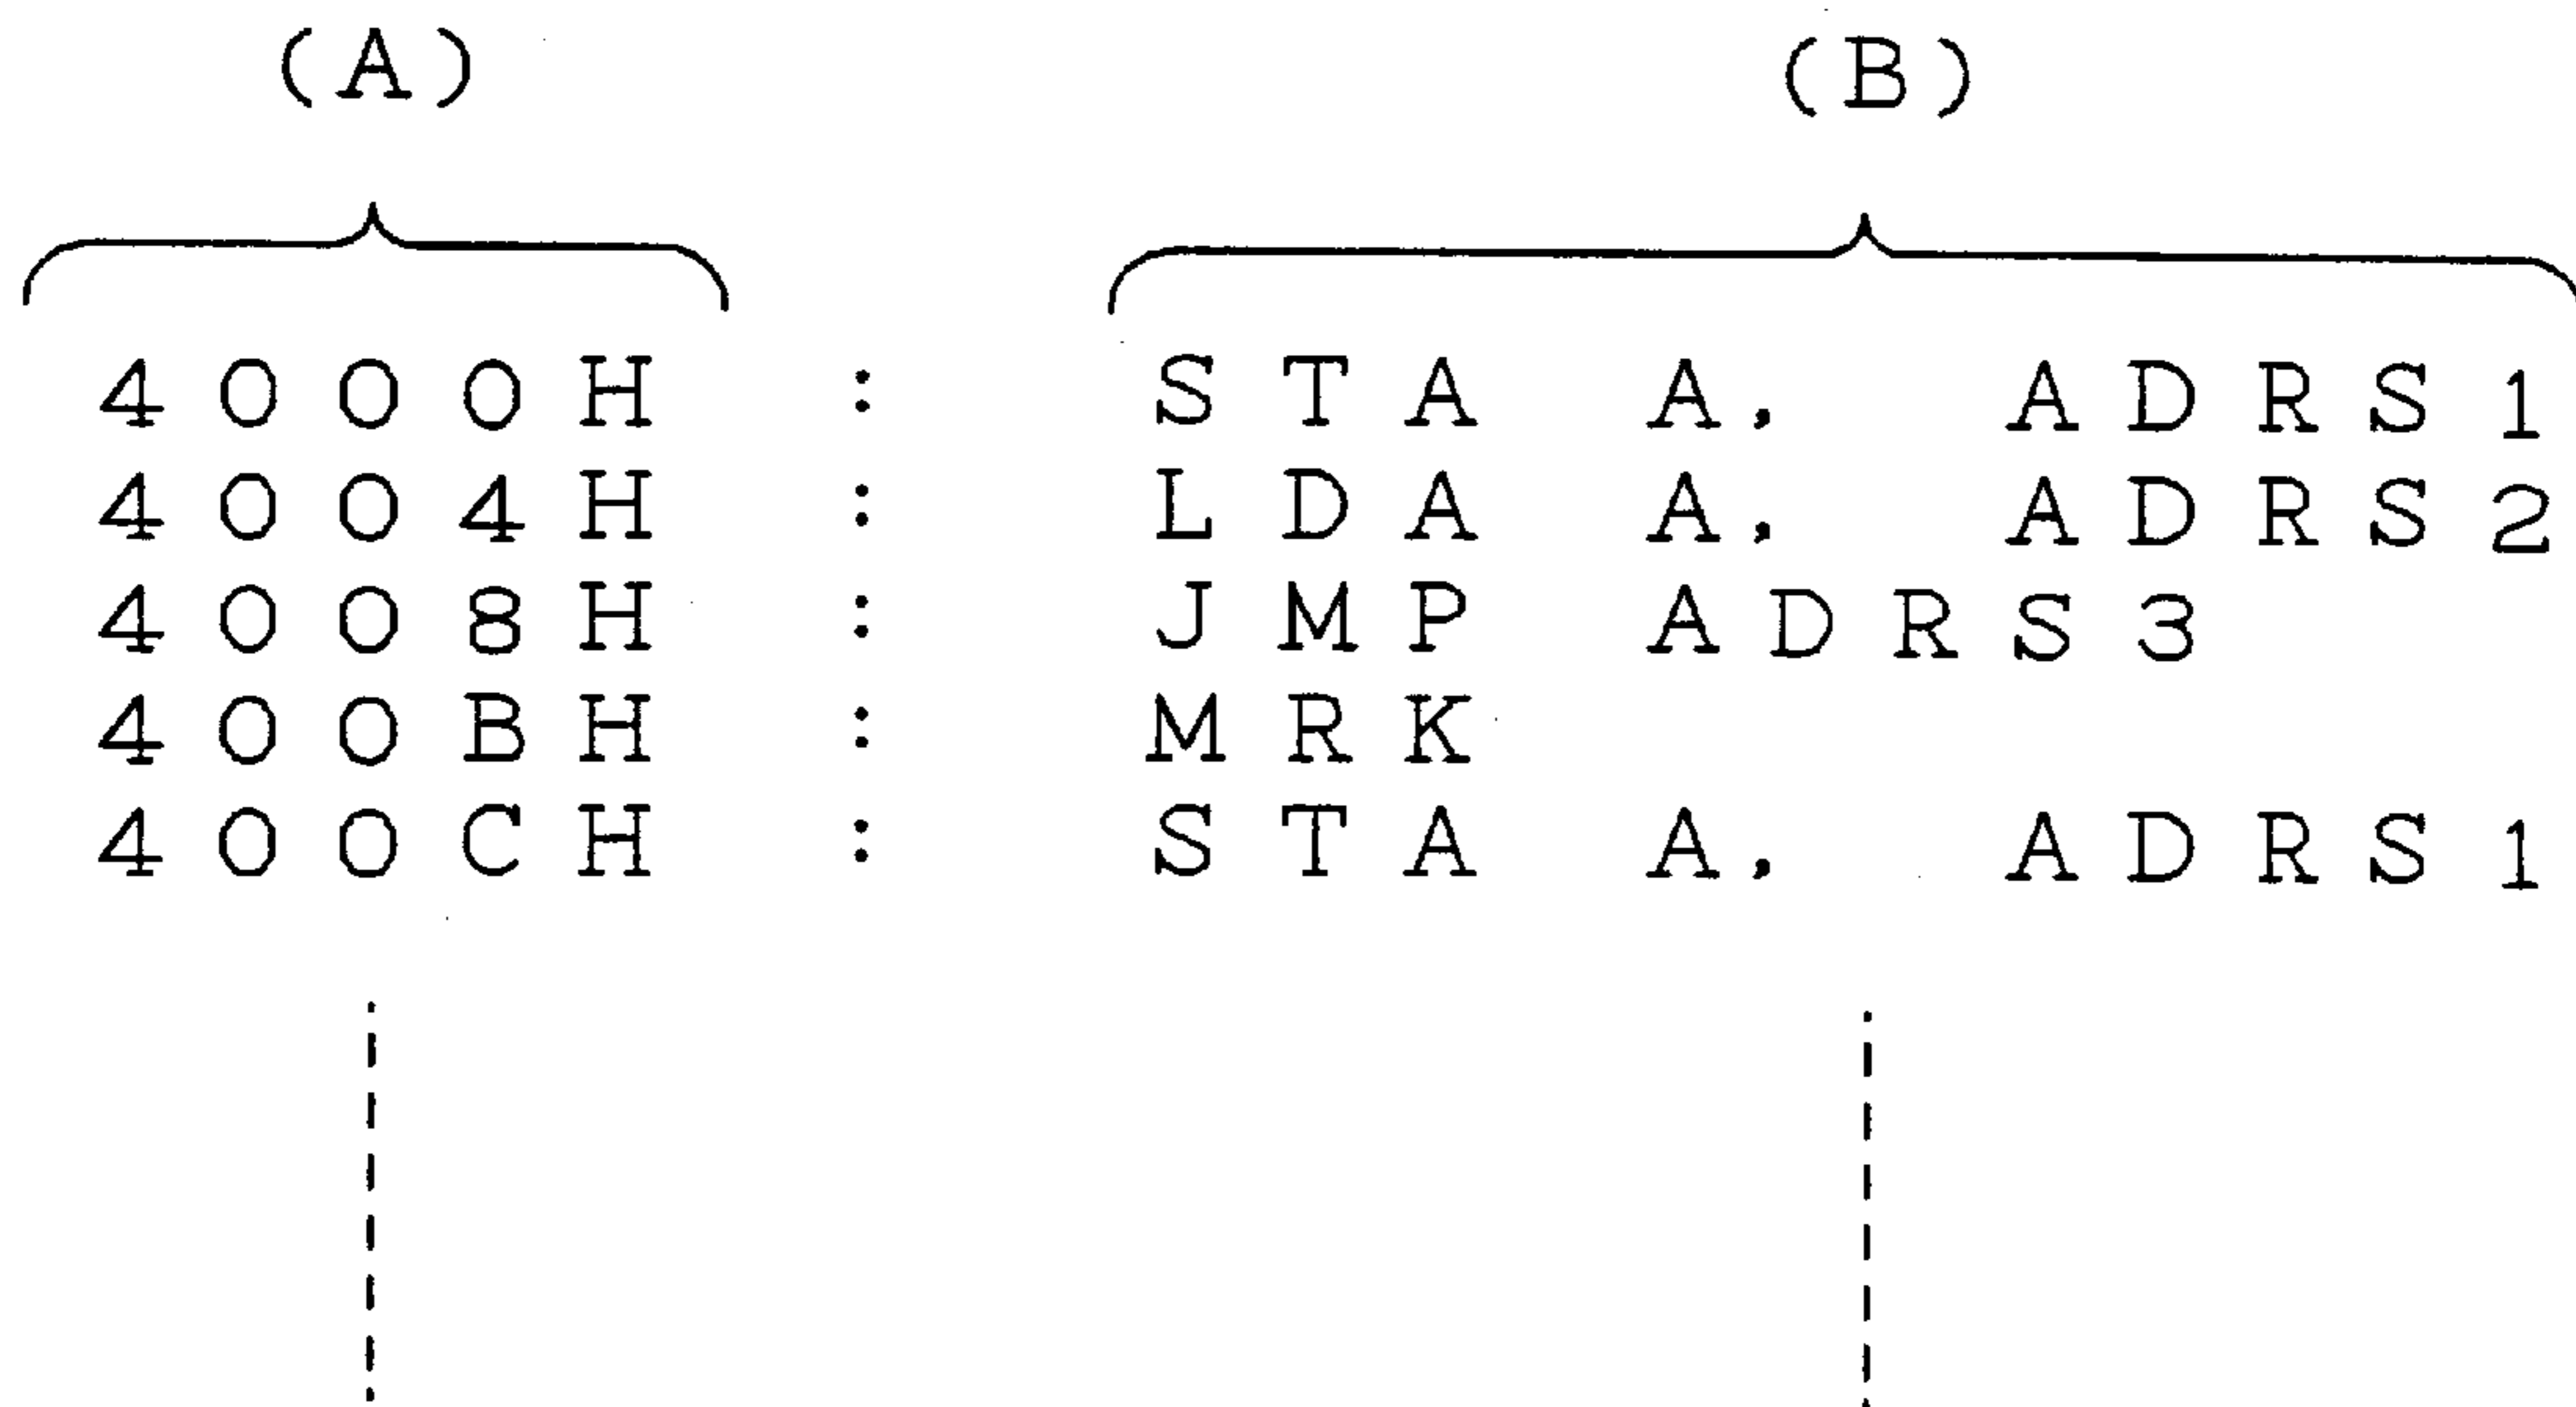 (A) (B)
4000H : STA A, ADRS1
4004H : LDA A, ADRS2
4008H : JMP ADRS3
400BH : MRK
400CH : STA A, ADRS1